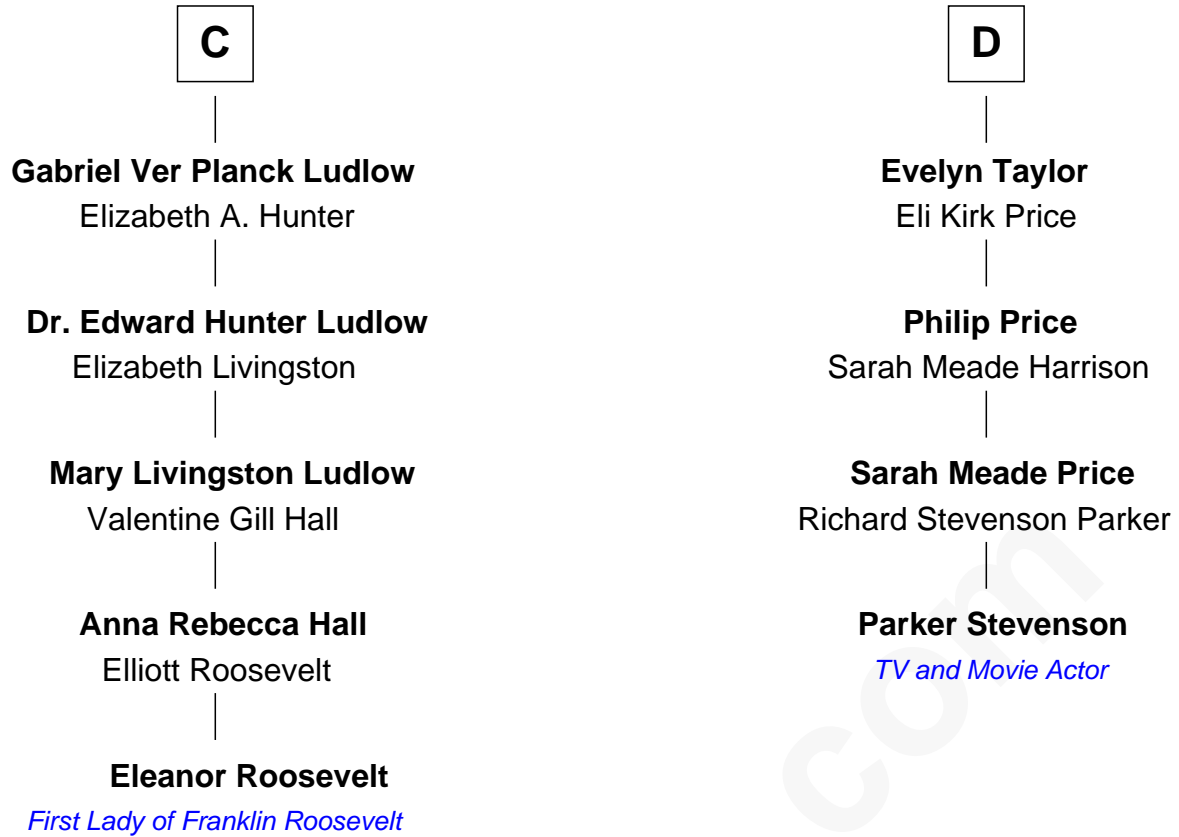 C
Gabriel Ver Planck Ludlow
Elizabeth A. Hunter
Dr. Edward Hunter Ludlow
Elizabeth Livingston
Mary Livingston Ludlow
Valentine Gill Hall
Anna Rebecca Hall
Elliott Roosevelt
Eleanor Roosevelt
First Lady of Franklin Roosevelt
D
Evelyn Taylor
Eli Kirk Price
Philip Price
Sarah Meade Harrison
Sarah Meade Price
Richard Stevenson Parker
Parker Stevenson
TV and Movie Actor
com